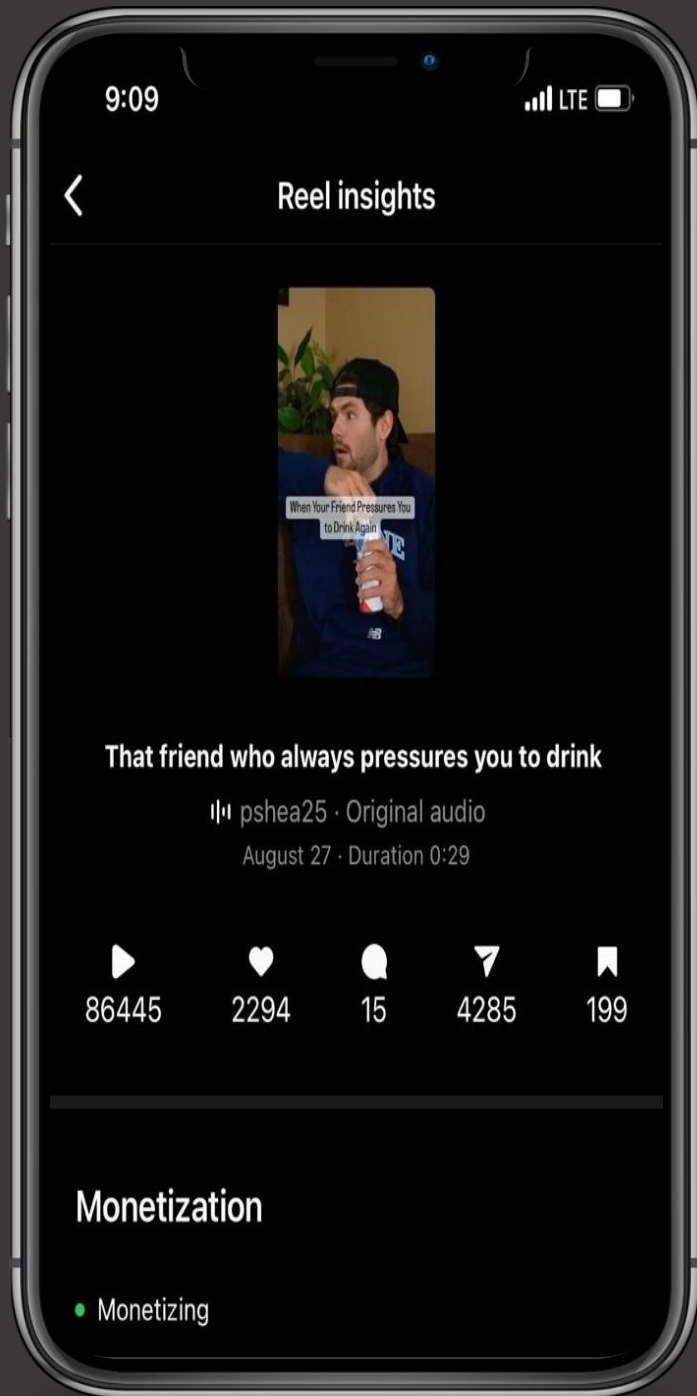 9:09
LTE
Reel insights
When Your Friend Pressures You
to Drink Again
NE
That friend who always pressures you to drink
pshea25 · Original audio
August 27 · Duration 0:29
86445 2294 15 4285 199
Monetization
Monetizing